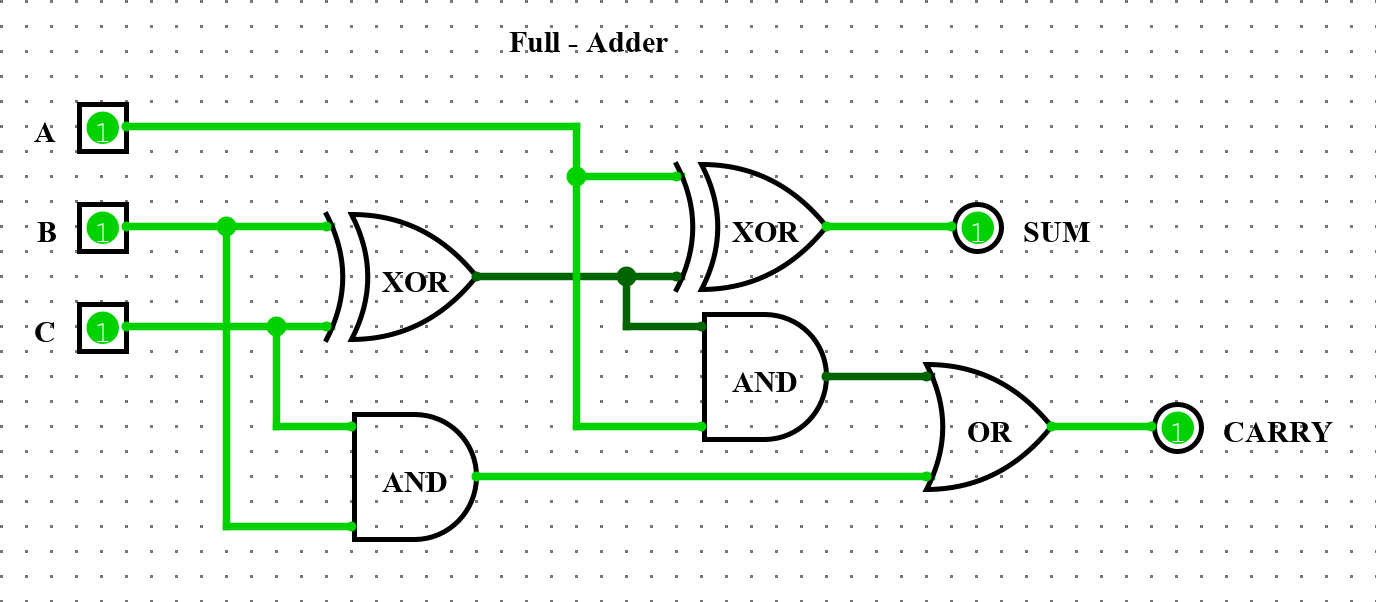 Full - Adder
A 1
B 1
C 1
XOR
AND
XOR
AND
OR
1 SUM
1 CARRY